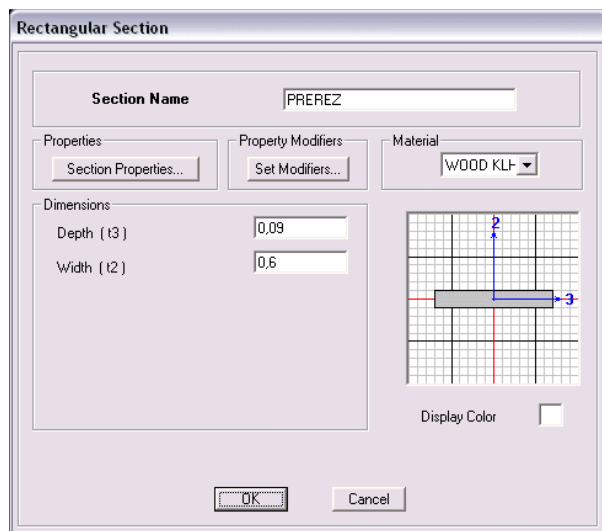 Rectangular Section
Section Name PREREZ
Properties Property Modifiers Material
Section Properties... Set Modifiers... WOOD KLH
Dimensions
Depth ( t3 ) 0,09
Width ( t2 ) 0,6
2
3
Display Color
OK Cancel